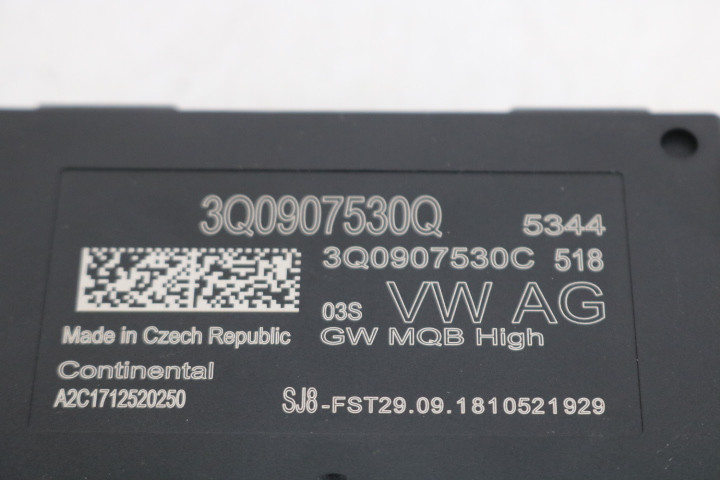 3Q0907530Q 5344
3Q0907530C 518
03S VW AG
Made in Czech Republic GW MQB High
Continental
A2C1712520250 SJ8-FST29.09.1810521929